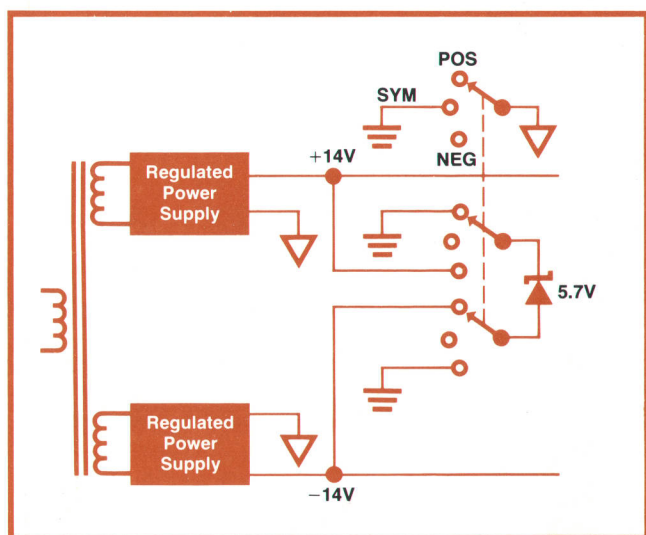 POS
SYM
NEG
+14V
Regulated
Power
Supply
5.7V
Regulated
Power
Supply
−14V